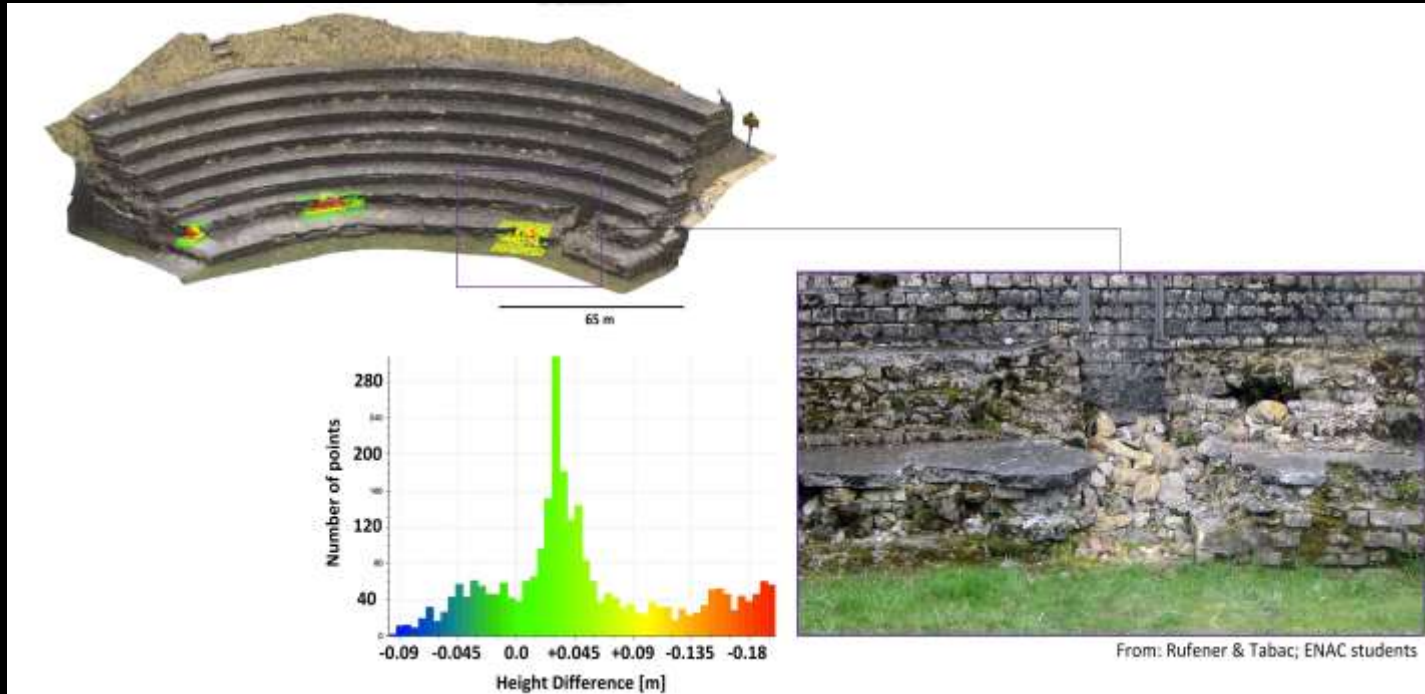 65 m
Number of points
280
200
120
40
-0.09 -0.045 0.0 +0.045 +0.09 -0.135 -0.18
Height Difference [m]
From: Rufener & Tabac; ENAC students